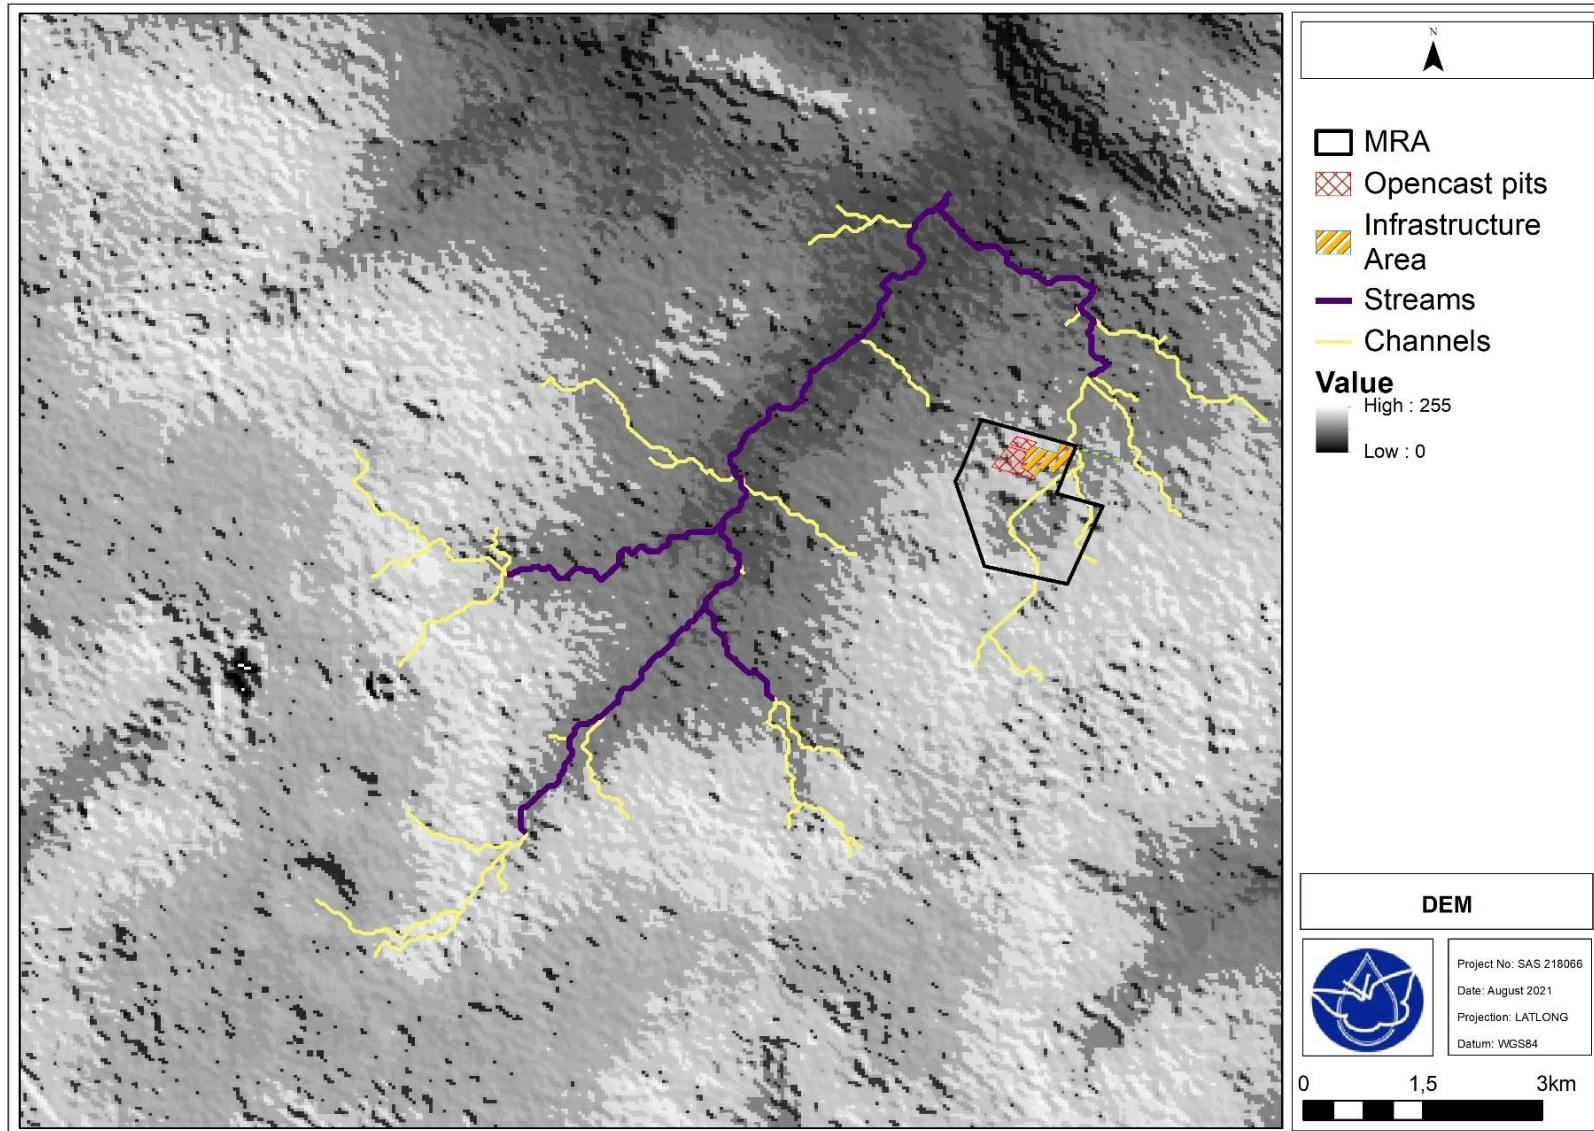 N
MRA
Opencast pits
Infrastructure
Area
Streams
Channels
Value
High : 255
Low : 0
DEM
Project No: SAS 218066
Date: August 2021
Projection: LATLONG
Datum: WGS84
0 1,5 3km